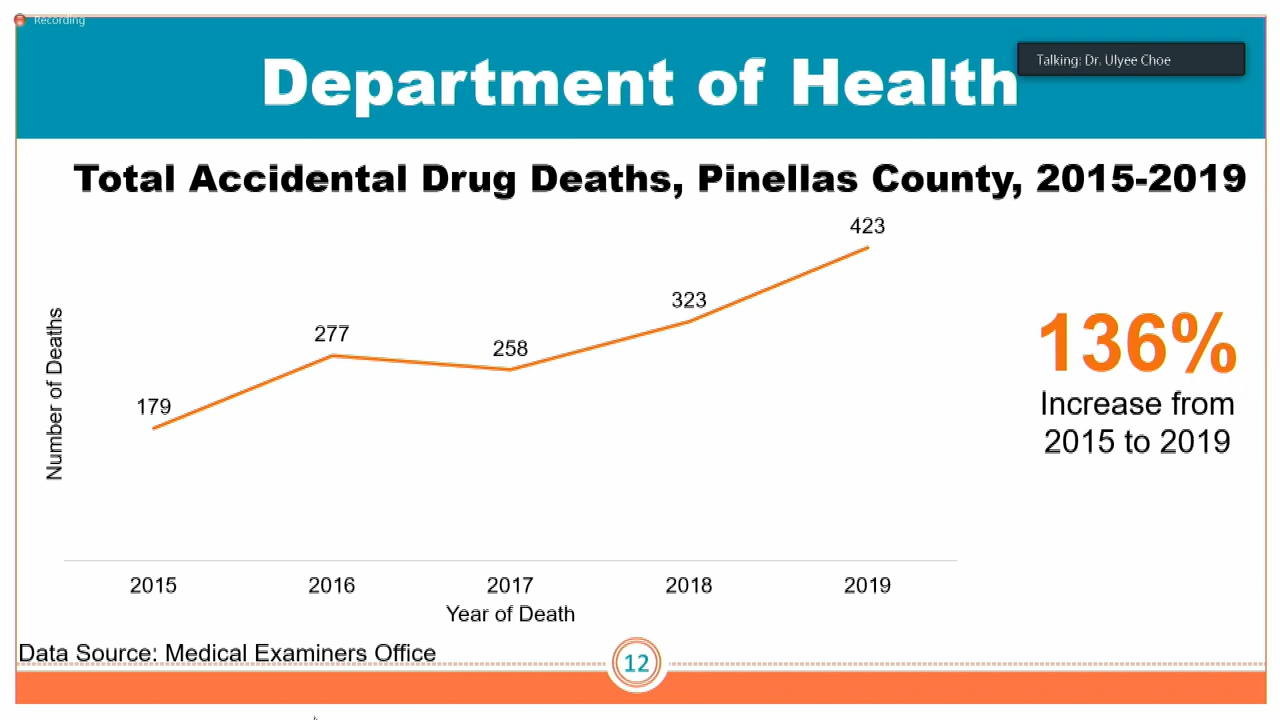 Recording
Department of Health
Talking: Dr. Ulyee Choe
Total Accidental Drug Deaths, Pinellas County, 2015-2019
423
323
277
258
179
Number of Deaths
136%
Increase from
2015 to 2019
2015 2016 2017 2018 2019
Year of Death
Data Source: Medical Examiners Office
12